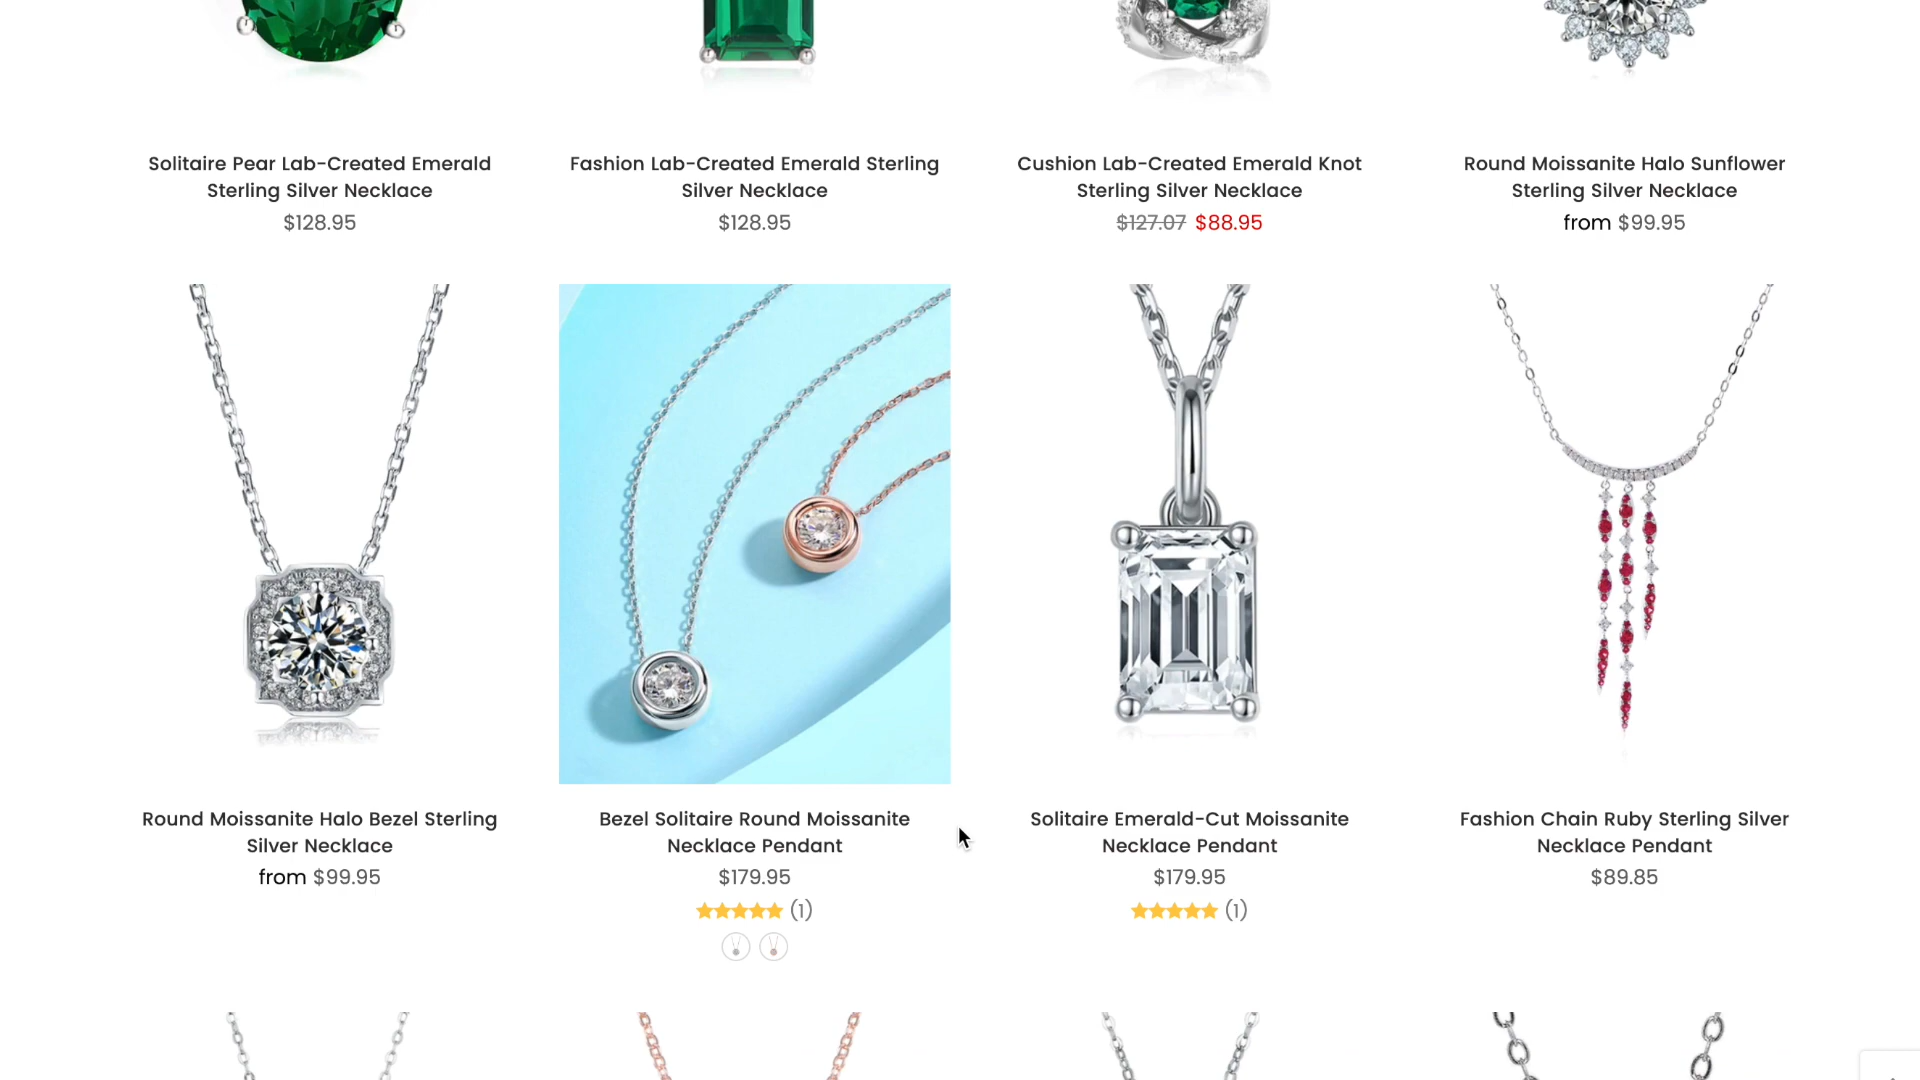 Solitaire Pear Lab-Created Emerald
Sterling Silver Necklace
$128.95
Fashion Lab-Created Emerald Sterling
Silver Necklace
$128.95
Cushion Lab-Created Emerald Knot
Sterling Silver Necklace
$127.07 $88.95
Round Moissanite Halo Sunflower
Sterling Silver Necklace
from $99.95
Round Moissanite Halo Bezel Sterling
Silver Necklace
from $99.95
Bezel Solitaire Round Moissanite
Necklace Pendant
$179.95
(1)
Solitaire Emerald-Cut Moissanite
Necklace Pendant
$179.95
(1)
Fashion Chain Ruby Sterling Silver
Necklace Pendant
$89.85